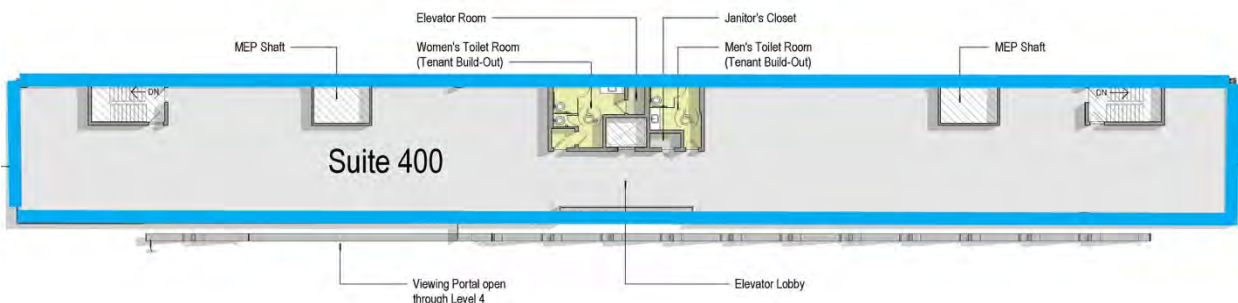 Elevator Room
Janitor's Closet
MEP Shaft
Women's Toilet Room
(Tenant Build-Out)
Men's Toilet Room
(Tenant Build-Out)
MEP Shaft
DN
DN
Suite 400
Viewing Portal open
through Level 4
Elevator Lobby